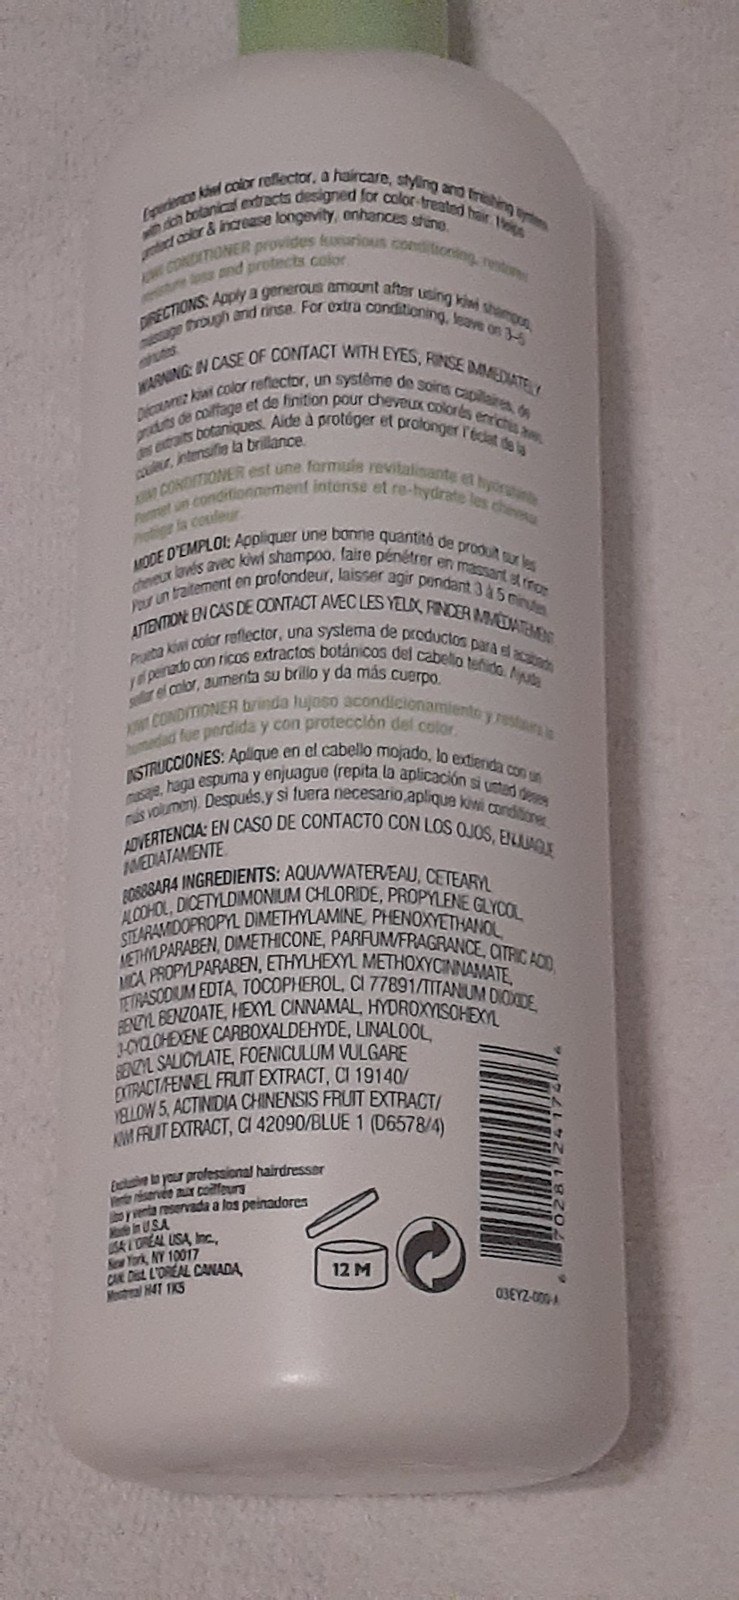 Experience kiwi color reflector, a haircare, styling and finishing system
with rich botanical extracts designed for color-treated hair. Helps
protect color & increase longevity, enhances shine.
KIWI CONDITIONER provides luxurious conditioning, restores
moisture loss and protects color.
DIRECTIONS: Apply a generous amount after using kiwi shampoo,
massage through and rinse. For extra conditioning, leave on 3-5
minutes.
WARNING: IN CASE OF CONTACT WITH EYES, RINSE IMMEDIATELY
Découvrez kiwi color reflector, un système de soins capillaires, de
produits de coiffage et de finition pour cheveux colorés enrichis avec
des extraits botaniques. Aide à protéger et prolonger l'éclat de la
couleur, intensifie la brillance.
KIWI CONDITIONER est une formule revitalisante et hydratante
Permet un conditionnement intense et re-hydrate les cheveux
Protège la couleur
MODE D'EMPLOI: Appliquer une bonne quantité de produit sur les
cheveux lavés avec kiwi shampoo, faire pénétrer en massant et rincer
Pour un traitement en profondeur, laisser agir pendant 3 à 5 minutes
ATTENTION: EN CAS DE CONTACT AVEC LES YEUX, RINCER IMMÉDIATEMENT
Prueba kiwi color reflector, una systema de productos para el acabado
y el peinado con ricos extractos botánicos del cabello teñido. Ayuda
sellar el color, aumenta su brillo y da más cuerpo.
KIWI CONDITIONER brinda lujoso acondicionamiento y restaura la
humedad fue perdida y con protección del color.
INSTRUCCIONES: Aplique en el cabello mojado, lo extienda con un
masaje, haga espuma y enjuague (repita la aplicación si usted desea
más volumen). Después,y si fuera necesario,aplique kiwi conditioner.
ADVERTENCIA: EN CASO DE CONTACTO CON LOS OJOS, ENJUAGUE
INMEDIATAMENTE.
80888AR4 INGREDIENTS: AQUA/WATER/EAU, CETEARYL
ALCOHOL, DICETYLDIMONIUM CHLORIDE, PROPYLENE GLYCOL,
STEARAMIDOPROPYL DIMETHYLAMINE, PHENOXYETHANOL,
METHYLPARABEN, DIMETHICONE, PARFUM/FRAGRANCE, CITRIC ACID,
MICA, PROPYLPARABEN, ETHYLHEXYL METHOXYCINNAMATE,
TETRASODIUM EDTA, TOCOPHEROL, CI 77891/TITANIUM DIOXIDE,
BENZYL BENZOATE, HEXYL CINNAMAL, HYDROXYISOHEXYL
3-CYCLOHEXENE CARBOXALDEHYDE, LINALOOL,
BENZYL SALICYLATE, FOENICULUM VULGARE
EXTRACT/FENNEL FRUIT EXTRACT, CI 19140/
YELLOW 5, ACTINIDIA CHINENSIS FRUIT EXTRACT/
KIWI FRUIT EXTRACT, CI 42090/BLUE 1 (D6578/4)
Exclusive to your professional hairdresser
Vente réservée aux coiffeurs
Uso y venta reservada a los peinadores
Made in U.S.A.
USA: L'ORÉAL USA, Inc.,
New York, NY 10017
CAN: Dist. L'ORÉAL CANADA,
Montreal H4T 1K5
12 M
03EYZ-000-A